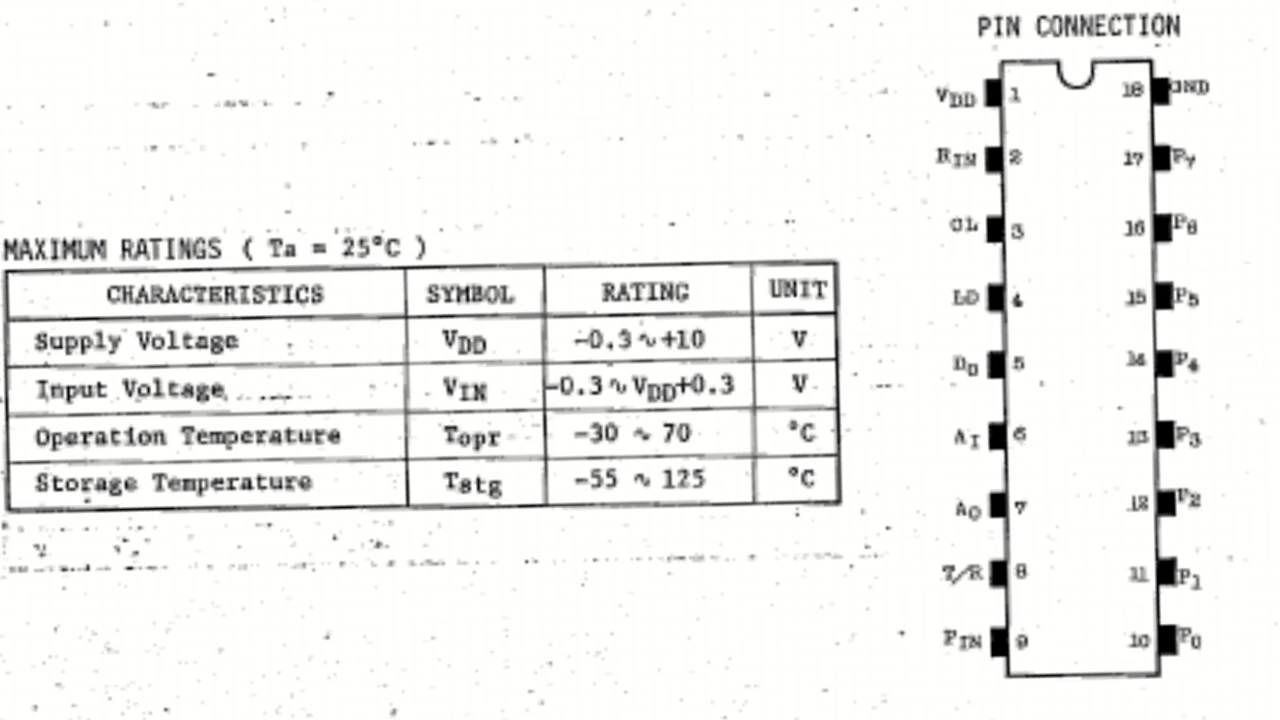 PIN CONNECTION
VDD 1 18 GND
RIN 2 17 P7
CL 3 16 P6
LD 4 15 P5
DO 5 14 P4
AI 6 13 P3
AO 7 12 P2
T/R 8 11 P1
PIN 9 10 P0
MAXIMUM RATINGS ( Ta = 25°C )
CHARACTERISTICS SYMBOL RATING UNIT
Supply Voltage VDD -0.3∿+10 V
Input Voltage VIN -0.3∿VDD+0.3 V
Operation Temperature Topr -30 ∿ 70 °C
Storage Temperature Tstg -55 ∿ 125 °C